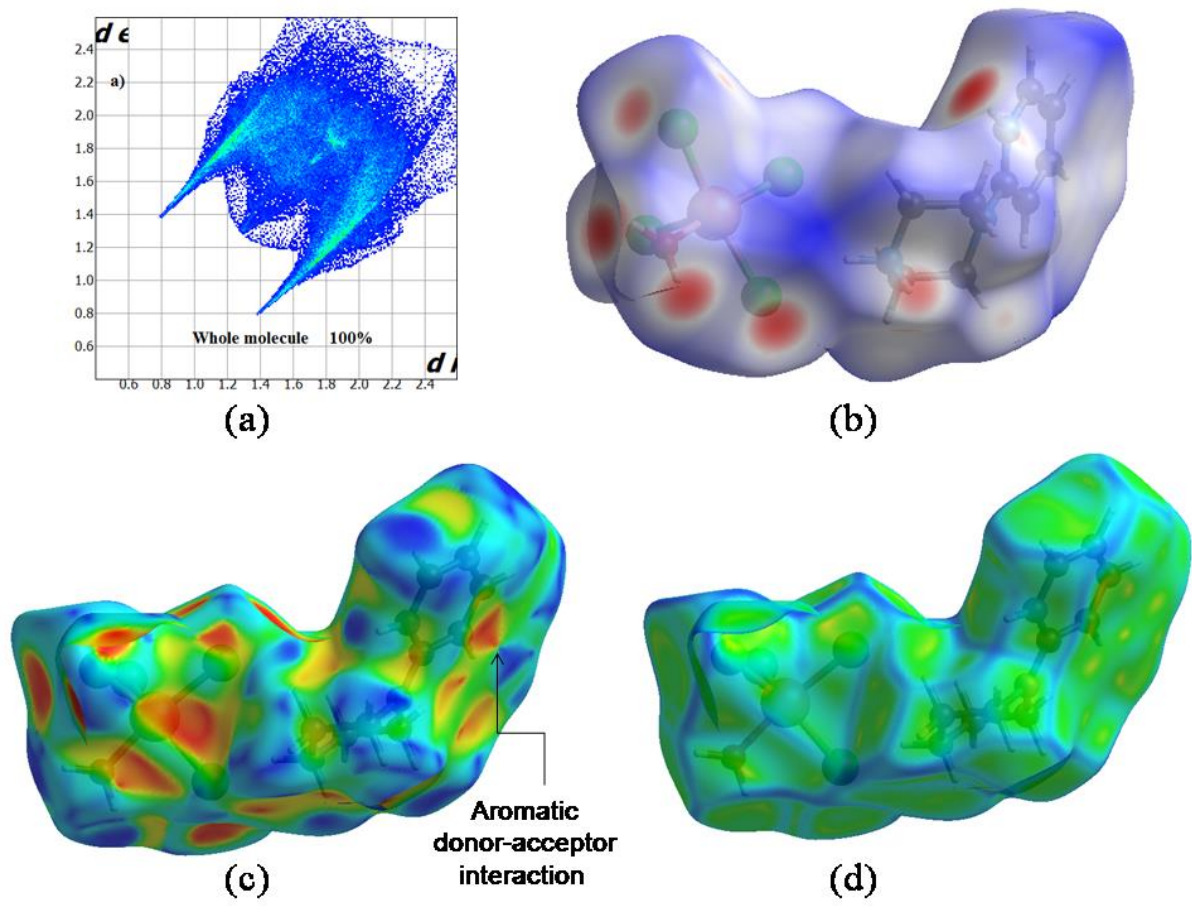 d e
2.4
a)
2.2
2.0
1.8
1.6
1.4
1.2
1.0
0.8
Whole molecule 100%
0.6
d i
0.6 0.8 1.0 1.2 1.4 1.6 1.8 2.0 2.2 2.4
(a)
(b)
Aromatic
donor-acceptor
interaction
(c)
(d)